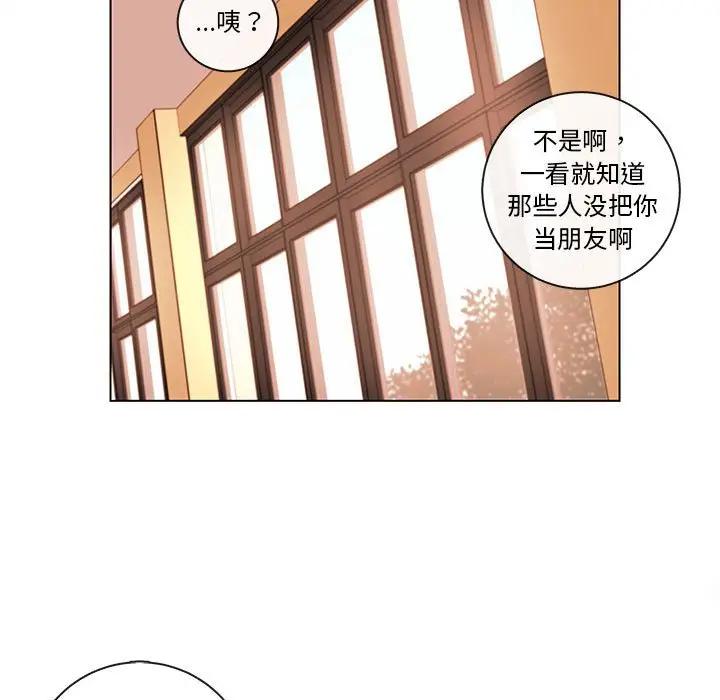 …咦？
不是啊，
一看就知道
那些人没把你
当朋友啊